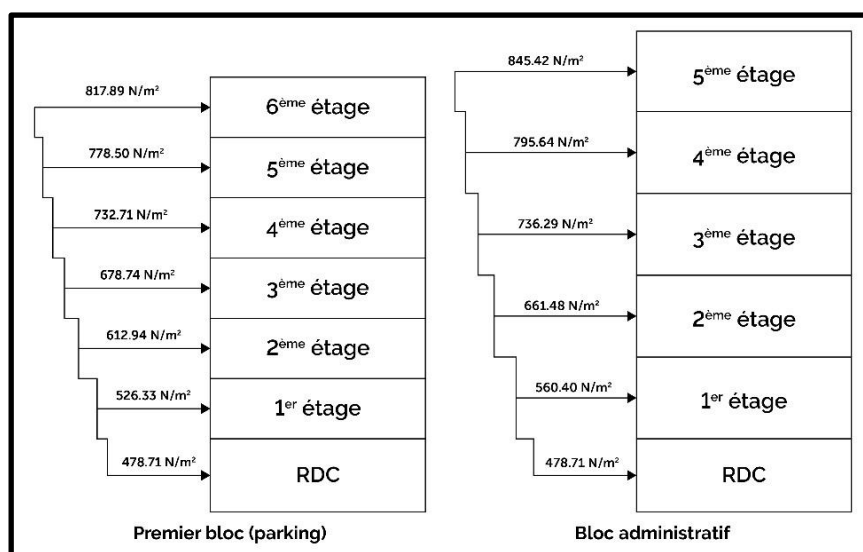 817.89 N/m²
6ème étage
778.50 N/m²
5ème étage
732.71 N/m²
4ème étage
678.74 N/m²
3ème étage
612.94 N/m²
2ème étage
526.33 N/m²
1er étage
478.71 N/m²
RDC
Premier bloc (parking)
845.42 N/m²
5ème étage
795.64 N/m²
4ème étage
736.29 N/m²
3ème étage
661.48 N/m²
2ème étage
560.40 N/m²
1er étage
478.71 N/m²
RDC
Bloc administratif